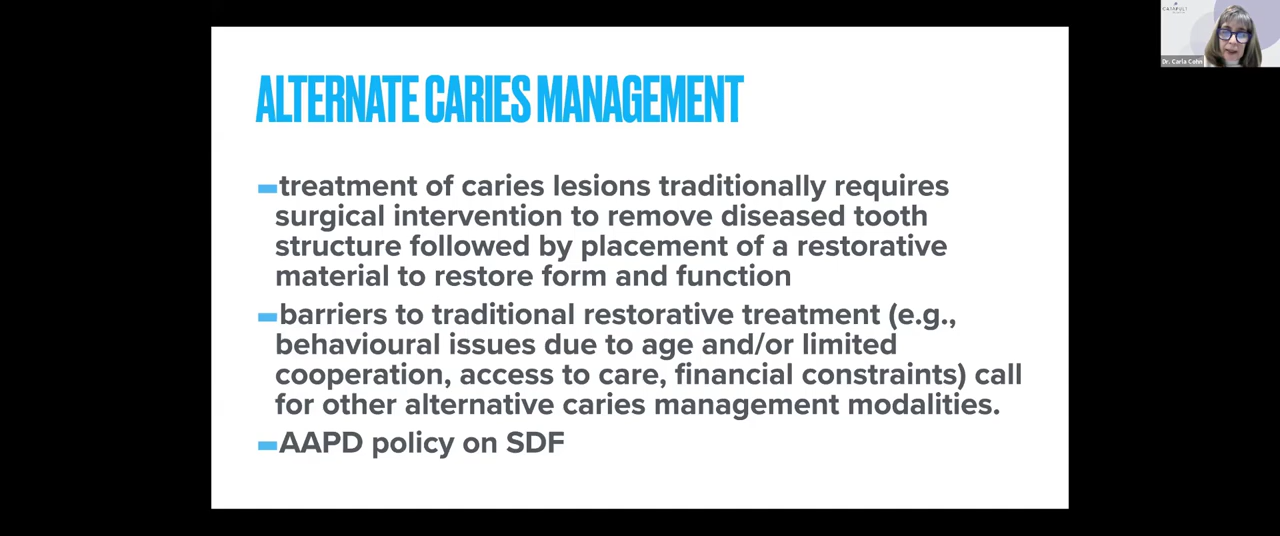 CATAPULT
Dr. Carla Cohn
ALTERNATE CARIES MANAGEMENT
treatment of caries lesions traditionally requires
surgical intervention to remove diseased tooth
structure followed by placement of a restorative
material to restore form and function
barriers to traditional restorative treatment (e.g.,
behavioural issues due to age and/or limited
cooperation, access to care, financial constraints) call
for other alternative caries management modalities.
AAPD policy on SDF